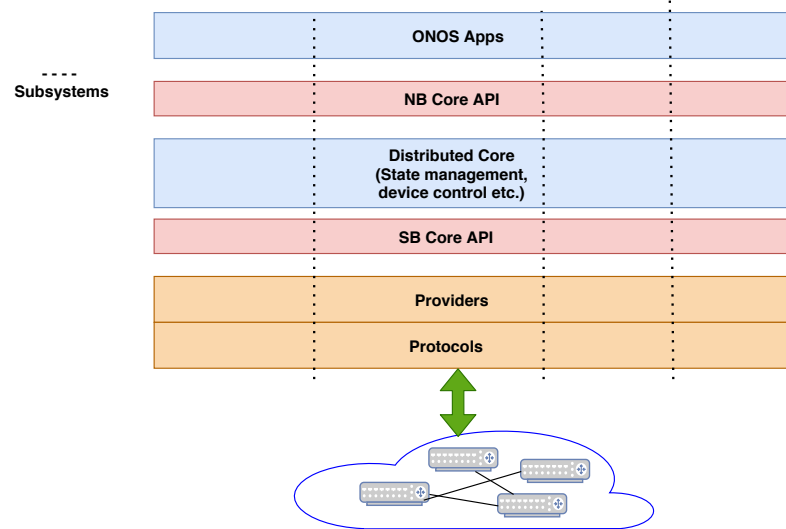 ONOS Apps
Subsystems
NB Core API
Distributed Core
(State management,
device control etc.)
SB Core API
Providers
Protocols